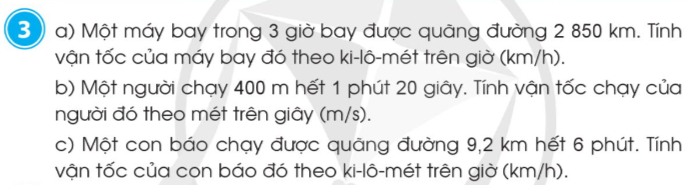 3 a) Một máy bay trong 3 giờ bay được quãng đường 2 850 km. Tính
vận tốc của máy bay đó theo ki-lô-mét trên giờ (km/h).
b) Một người chạy 400 m hết 1 phút 20 giây. Tính vận tốc chạy của
người đó theo mét trên giây (m/s).
c) Một con báo chạy được quãng đường 9,2 km hết 6 phút. Tính
vận tốc của con báo đó theo ki-lô-mét trên giờ (km/h).